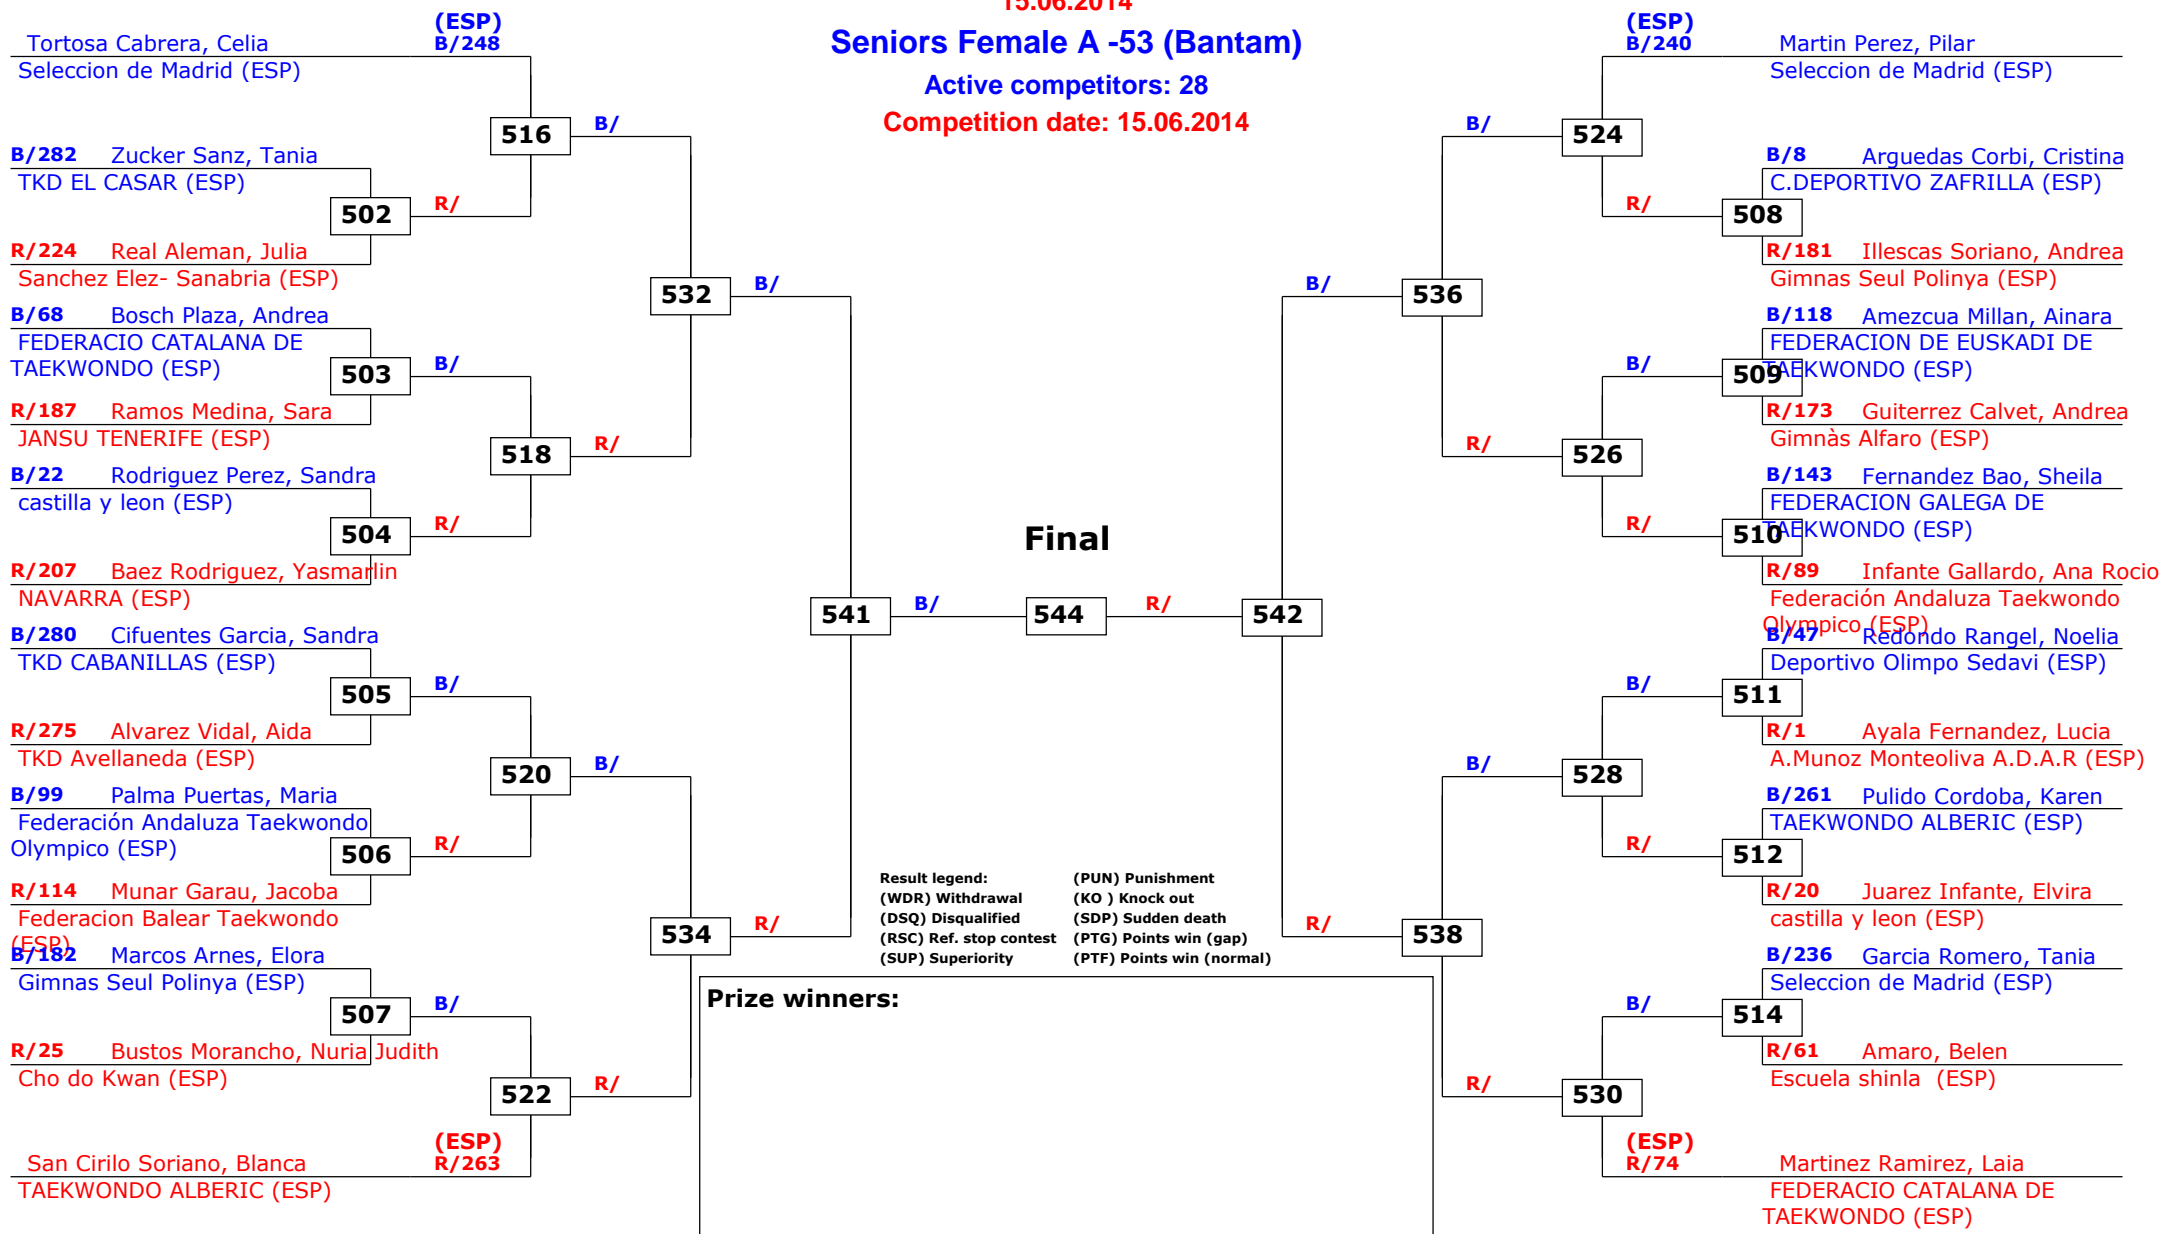 15.06.2014
Seniors Female A -53 (Bantam)
Active competitors: 28
Competition date: 15.06.2014
(ESP)
Tortosa Cabrera, Celia B/248
Seleccion de Madrid (ESP)
516 B/
B/282 Zucker Sanz, Tania
TKD EL CASAR (ESP)
502 R/
R/224 Real Aleman, Julia
Sanchez Elez- Sanabria (ESP)
532 B/
B/68 Bosch Plaza, Andrea
FEDERACIO CATALANA DE
TAEKWONDO (ESP)
503 B/
R/187 Ramos Medina, Sara
JANSU TENERIFE (ESP)
518 R/
B/22 Rodriguez Perez, Sandra
castilla y leon (ESP)
504 R/
R/207 Baez Rodriguez, Yasmarlin
NAVARRA (ESP)
541 B/
B/280 Cifuentes Garcia, Sandra
TKD CABANILLAS (ESP)
505 B/
R/275 Alvarez Vidal, Aida
TKD Avellaneda (ESP)
520 B/
B/99 Palma Puertas, Maria
Federación Andaluza Taekwondo
Olympico (ESP)
506 R/
R/114 Munar Garau, Jacoba
Federacion Balear Taekwondo
(ESP)
534 R/
B/182 Marcos Arnes, Elora
Gimnas Seul Polinya (ESP)
507 B/
R/25 Bustos Morancho, Nuria Judith
Cho do Kwan (ESP)
522 R/
(ESP)
San Cirilo Soriano, Blanca R/263
TAEKWONDO ALBERIC (ESP)
Final
544
(ESP)
B/240 Martin Perez, Pilar
Seleccion de Madrid (ESP)
B/ 524
B/8 Arguedas Corbi, Cristina
C.DEPORTIVO ZAFRILLA (ESP)
R/ 508
R/181 Illescas Soriano, Andrea
Gimnas Seul Polinya (ESP)
B/ 536
B/118 Amezcua Millan, Ainara
FEDERACION DE EUSKADI DE
TAEKWONDO (ESP)
B/ 509
R/173 Guiterrez Calvet, Andrea
Gimnàs Alfaro (ESP)
R/ 526
B/143 Fernandez Bao, Sheila
FEDERACION GALEGA DE
TAEKWONDO (ESP)
R/ 510
R/89 Infante Gallardo, Ana Rocio
Federación Andaluza Taekwondo
Olympico (ESP)
R/ 542
B/47 Redondo Rangel, Noelia
Deportivo Olimpo Sedavi (ESP)
B/ 511
R/1 Ayala Fernandez, Lucia
A.Munoz Monteoliva A.D.A.R (ESP)
B/ 528
B/261 Pulido Cordoba, Karen
TAEKWONDO ALBERIC (ESP)
R/ 512
R/20 Juarez Infante, Elvira
castilla y leon (ESP)
R/ 538
B/236 Garcia Romero, Tania
Seleccion de Madrid (ESP)
B/ 514
R/61 Amaro, Belen
Escuela shinla (ESP)
R/ 530
(ESP)
R/74 Martinez Ramirez, Laia
FEDERACIO CATALANA DE
TAEKWONDO (ESP)
Result legend: (PUN) Punishment
(WDR) Withdrawal (KO ) Knock out
(DSQ) Disqualified (SDP) Sudden death
(RSC) Ref. stop contest (PTG) Points win (gap)
(SUP) Superiority (PTF) Points win (normal)
Prize winners: